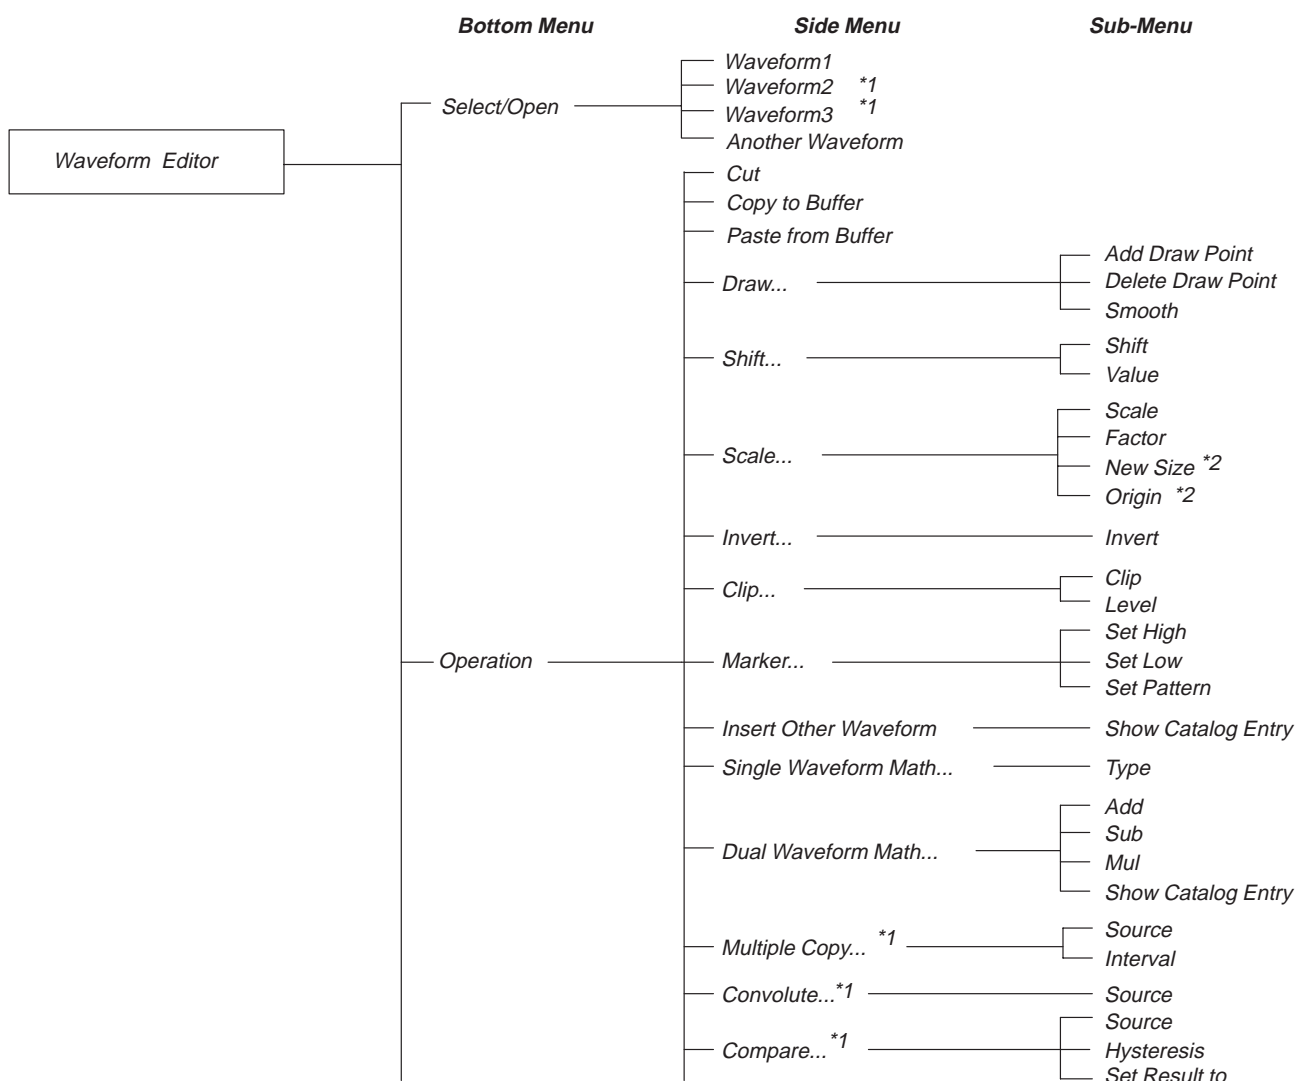 Bottom Menu Side Menu Sub-Menu
Waveform1
Waveform2 *1
Select/Open
Waveform3 *1
Another Waveform
Waveform Editor
Cut
Copy to Buffer
Paste from Buffer
Add Draw Point
Draw... Delete Draw Point
Smooth
Shift
Shift...
Value
Scale
Factor
Scale...
New Size *2
Origin *2
Invert... Invert
Clip
Clip...
Level
Set High
Operation Marker... Set Low
Set Pattern
Insert Other Waveform Show Catalog Entry
Single Waveform Math... Type
Add
Sub
Dual Waveform Math...
Mul
Show Catalog Entry
Source
Multiple Copy... *1
Interval
Convolute...*1 Source
Source
Compare...*1 Hysteresis
Set Result to